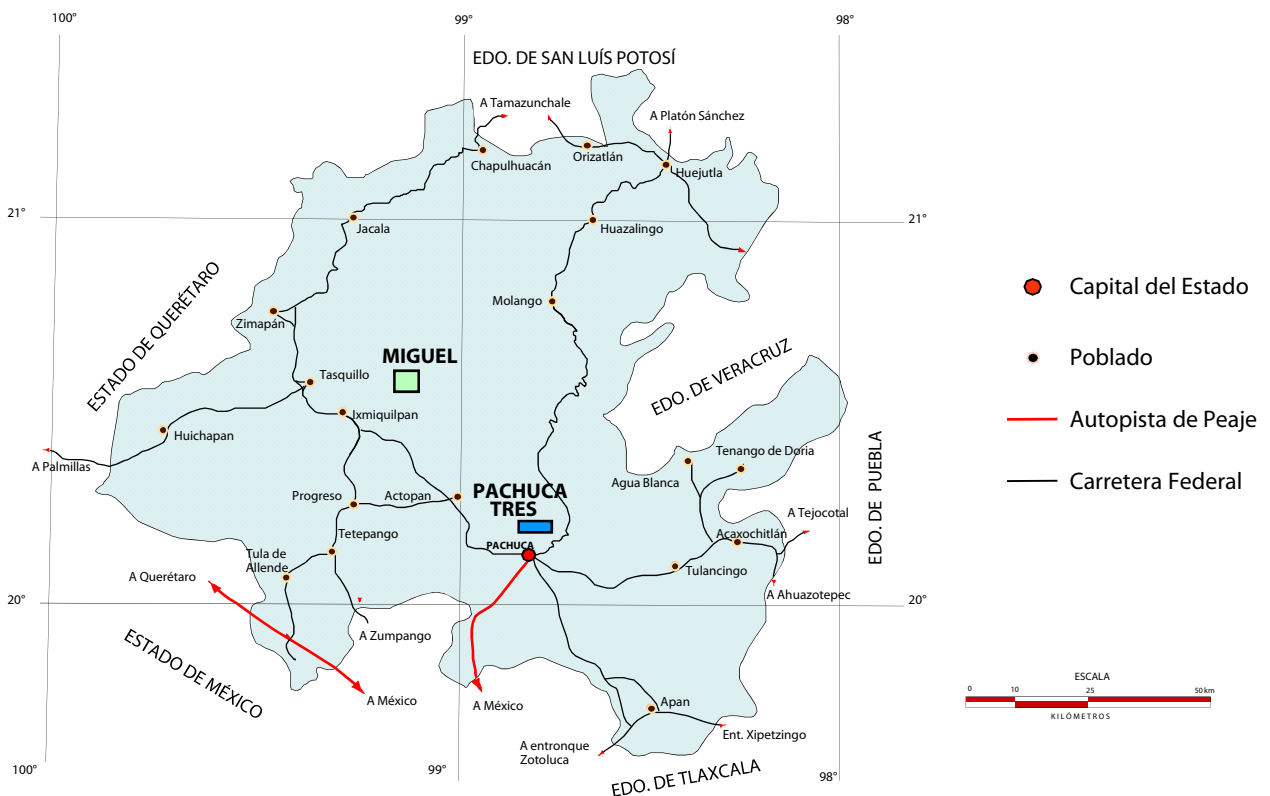 100°
99°
98°
EDO. DE SAN LUÍS POTOSÍ
A Tamazunchale
A Platón Sánchez
Chapulhuacán
Orizatlán
Huejutla
21°
21°
Jacala
Huazalingo
ESTADO DE QUERÉTARO
Zimapán
Molango
MIGUEL
Tasquillo
EDO. DE VERACRUZ
Ixmiquilpan
Huichapan
A Palmillas
Tenango de Doria
Agua Blanca
EDO. DE PUEBLA
Progreso
Actopan
PACHUCA
TRES
A Tejocotal
Tetepango
PACHUCA
Acaxochitlán
Tula de
Allende
Tulancingo
A Querétaro
A Ahuazotepec
20°
20°
A Zumpango
ESTADO DE MÉXICO
A México
A México
Apan
Ent. Xipetzingo
A entronque
Zotoluca
EDO. DE TLAXCALA
100°
99°
98°
Capital del Estado
Poblado
Autopista de Peaje
Carretera Federal
ESCALA
0 10 25 50 km
KILÓMETROS